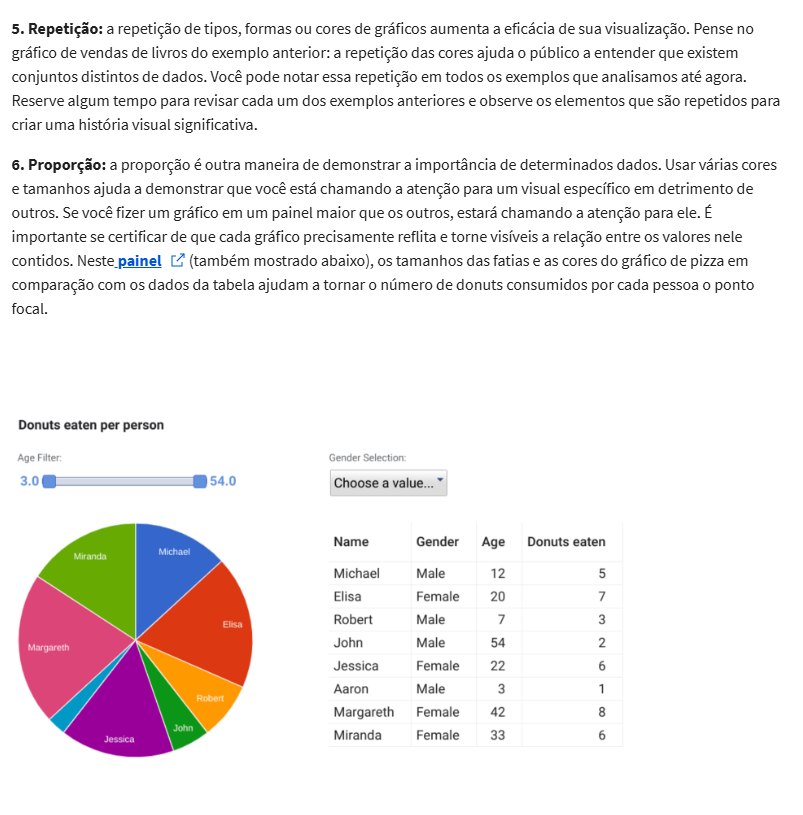 5. Repetição: a repetição de tipos, formas ou cores de gráficos aumenta a eficácia de sua visualização. Pense no
gráfico de vendas de livros do exemplo anterior: a repetição das cores ajuda o público a entender que existem
conjuntos distintos de dados. Você pode notar essa repetição em todos os exemplos que analisamos até agora.
Reserve algum tempo para revisar cada um dos exemplos anteriores e observe os elementos que são repetidos para
criar uma história visual significativa.
6. Proporção: a proporção é outra maneira de demonstrar a importância de determinados dados. Usar várias cores
e tamanhos ajuda a demonstrar que você está chamando a atenção para um visual específico em detrimento de
outros. Se você fizer um gráfico em um painel maior que os outros, estará chamando a atenção para ele. É
importante se certificar de que cada gráfico precisamente reflita e torne visíveis a relação entre os valores nele
contidos. Neste painel (também mostrado abaixo), os tamanhos das fatias e as cores do gráfico de pizza em
comparação com os dados da tabela ajudam a tornar o número de donuts consumidos por cada pessoa o ponto
focal.
Donuts eaten per person
Age Filter:
3.0 54.0
Gender Selection:
Choose a value...
Miranda
Michael
Elisa
Margareth
Robert
John
Jessica
Name Gender Age Donuts eaten
Michael Male 12 5
Elisa Female 20 7
Robert Male 7 3
John Male 54 2
Jessica Female 22 6
Aaron Male 3 1
Margareth Female 42 8
Miranda Female 33 6